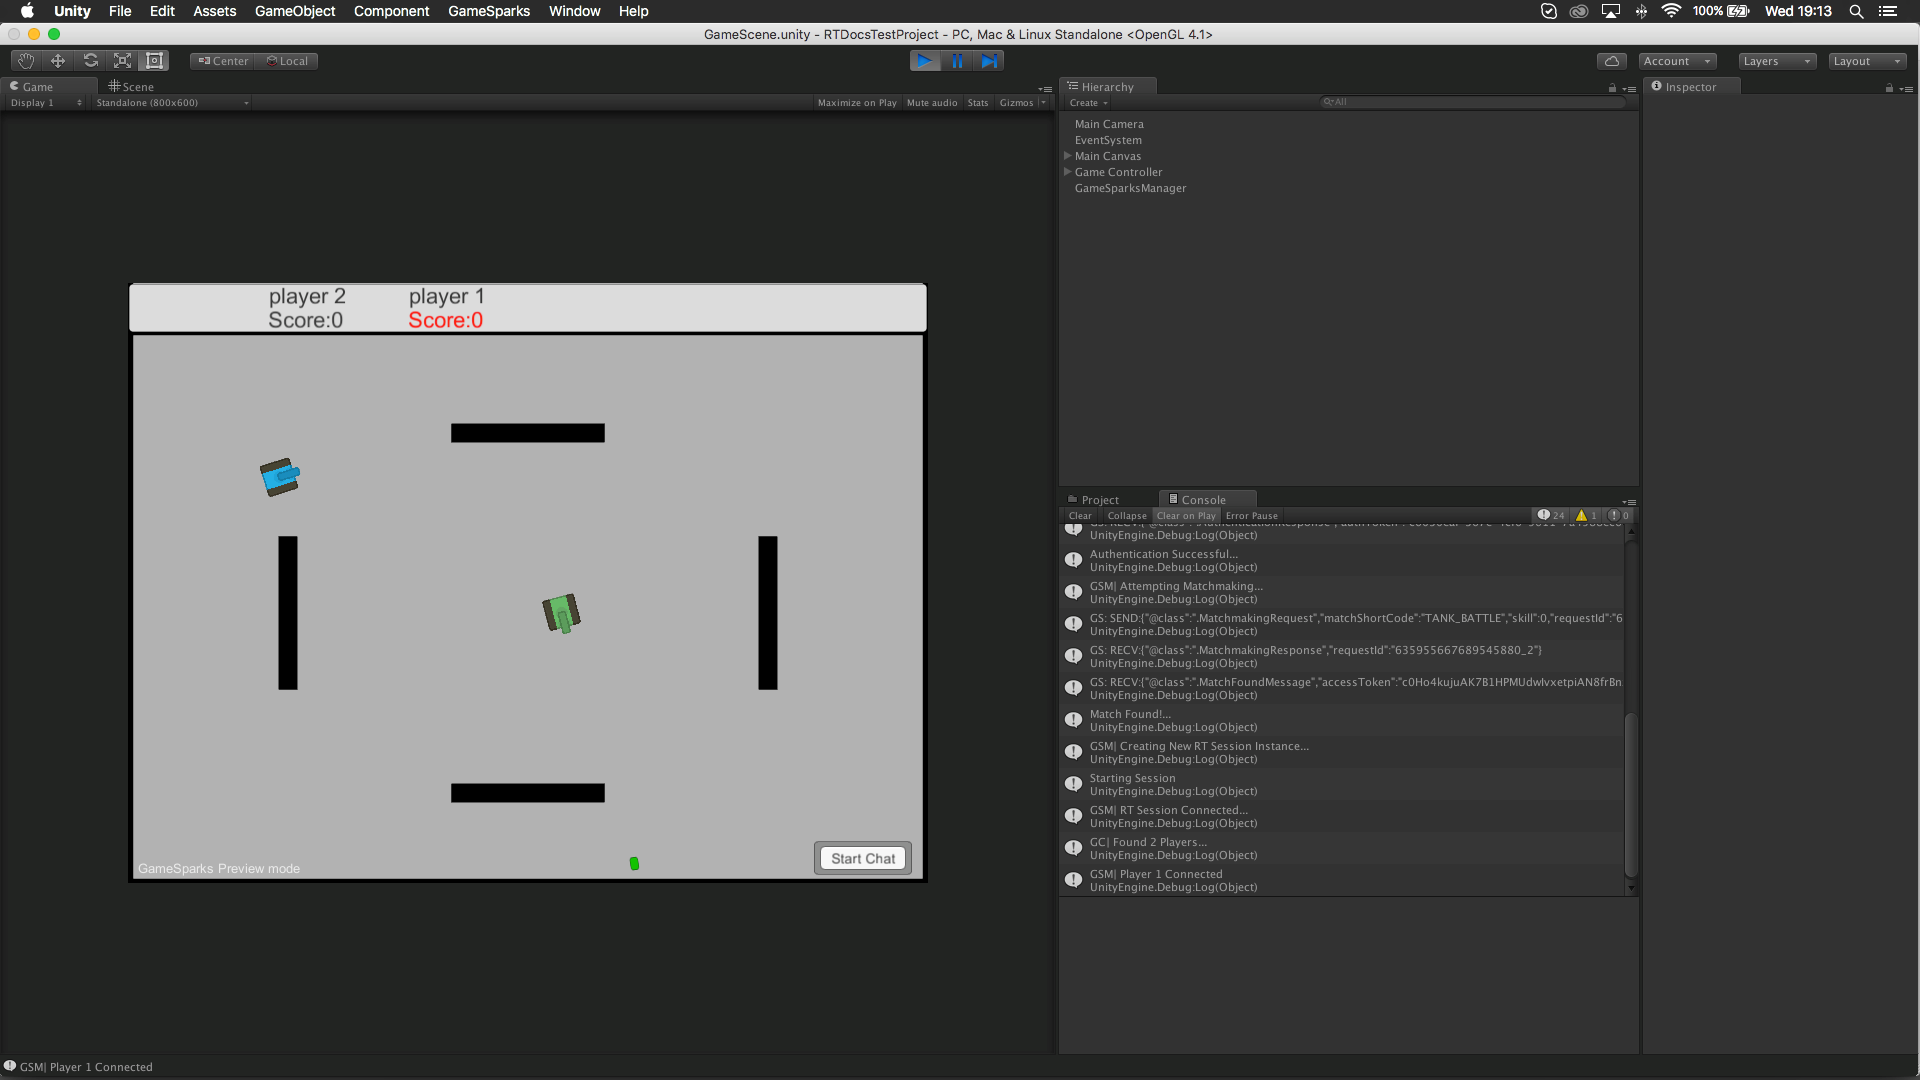 Unity File Edit Assets GameObject Component GameSparks Window Help 100% Wed 19:13
GameScene.unity - RTDocsTestProject - PC, Mac & Linux Standalone <OpenGL 4.1>
Center Local Account Layers Layout
Game Scene
Display 1 Standalone (800x600) Maximize on Play Mute audio Stats Gizmos
player 2 player 1
Score:0 Score:0
GameSparks Preview mode
Start Chat
Hierarchy
Create All
Main Camera
EventSystem
Main Canvas
Game Controller
GameSparksManager
Project Console
Clear Collapse Clear on Play Error Pause 24 1 0
UnityEngine.Debug:Log(Object)
Authentication Successful...
UnityEngine.Debug:Log(Object)
GSM| Attempting Matchmaking...
UnityEngine.Debug:Log(Object)
GS: SEND:{"@class":".MatchmakingRequest","matchShortCode":"TANK_BATTLE","skill":0,"requestId":"6
UnityEngine.Debug:Log(Object)
GS: RECV:{"@class":".MatchmakingResponse","requestId":"635955667689545880_2"}
UnityEngine.Debug:Log(Object)
GS: RECV:{"@class":".MatchFoundMessage","accessToken":"c0Ho4kujuAK7B1HPMUdwIvxetpiAN8frBn
UnityEngine.Debug:Log(Object)
Match Found!...
UnityEngine.Debug:Log(Object)
GSM| Creating New RT Session Instance...
UnityEngine.Debug:Log(Object)
Starting Session
UnityEngine.Debug:Log(Object)
GSM| RT Session Connected...
UnityEngine.Debug:Log(Object)
GC| Found 2 Players...
UnityEngine.Debug:Log(Object)
GSM| Player 1 Connected
UnityEngine.Debug:Log(Object)
Inspector
GSM| Player 1 Connected